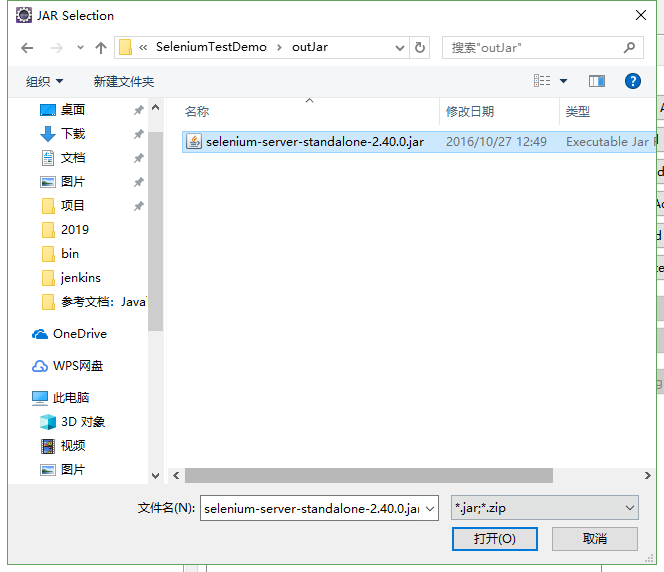 JAR Selection
« SeleniumTestDemo › outJar
搜索"outJar"
组织
新建文件夹
名称
修改日期
类型
selenium-server-standalone-2.40.0.jar
2016/10/27 12:49
Executable Jar F
桌面
下载
文档
图片
项目
2019
bin
jenkins
参考文档：Java
OneDrive
WPS网盘
此电脑
3D 对象
视频
图片
文件名(N):
selenium-server-standalone-2.40.0.jar
*.jar;*.zip
打开(O)
取消